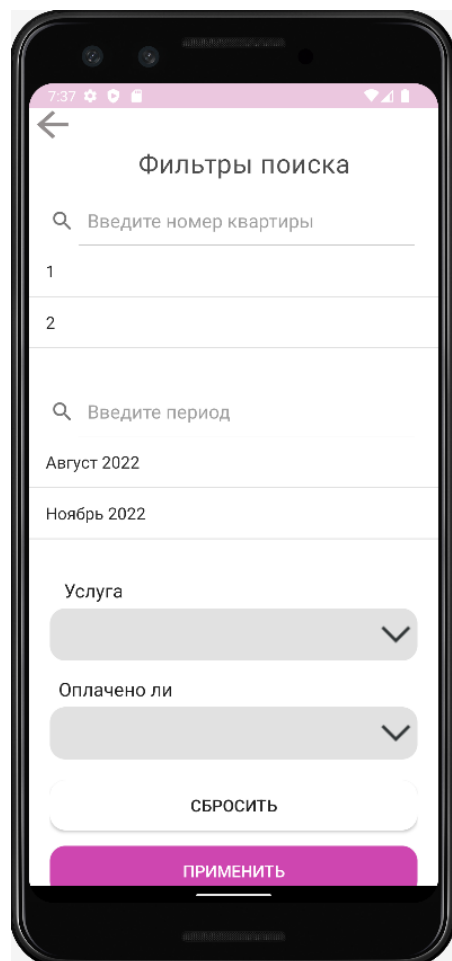 7:37
Фильтры поиска
Введите номер квартиры
1
2
Введите период
Август 2022
Ноябрь 2022
Услуга
Оплачено ли
СБРОСИТЬ
ПРИМЕНИТЬ